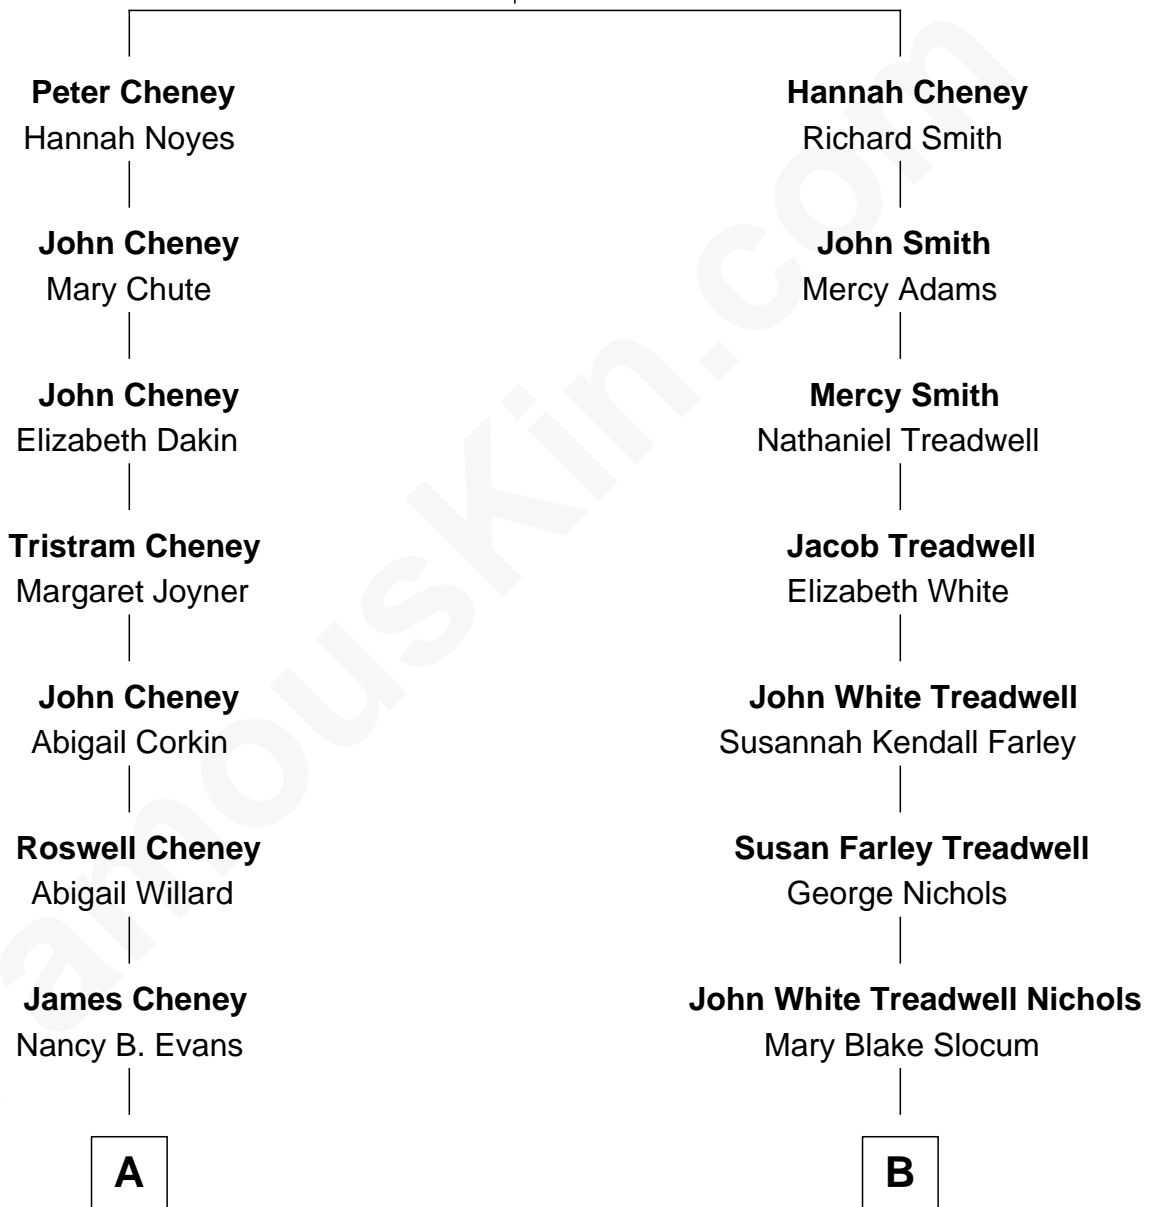 Peter Cheney
Hannah Noyes
John Cheney
Mary Chute
John Cheney
Elizabeth Dakin
Tristram Cheney
Margaret Joyner
John Cheney
Abigail Corkin
Roswell Cheney
Abigail Willard
James Cheney
Nancy B. Evans
A
Hannah Cheney
Richard Smith
John Smith
Mercy Adams
Mercy Smith
Nathaniel Treadwell
Jacob Treadwell
Elizabeth White
John White Treadwell
Susannah Kendall Farley
Susan Farley Treadwell
George Nichols
John White Treadwell Nichols
Mary Blake Slocum
B
amouskin.com